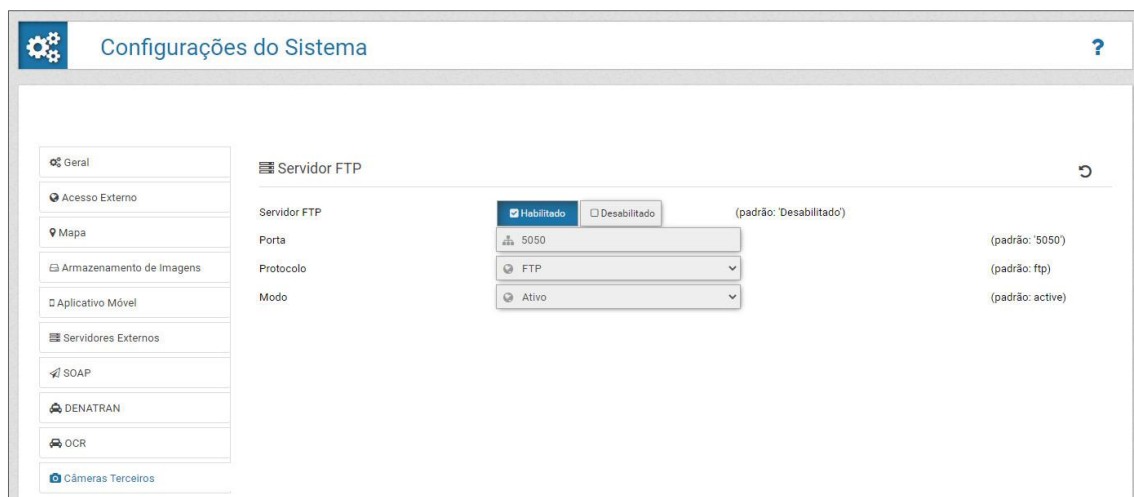 Configurações do Sistema
?
Geral
Acesso Externo
Mapa
Armazenamento de Imagens
Aplicativo Móvel
Servidores Externos
SOAP
DENATRAN
OCR
Câmeras Terceiros
Servidor FTP
Servidor FTP Habilitado Desabilitado (padrão: 'Desabilitado')
Porta 5050 (padrão: '5050')
Protocolo FTP (padrão: ftp)
Modo Ativo (padrão: active)